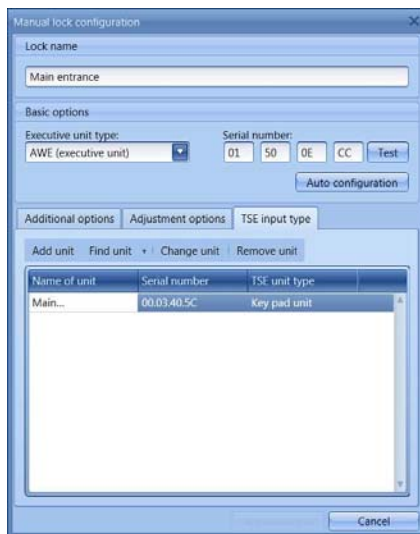 Manual lock configuration
Lock name
Main entrance
Basic options
Executive unit type: Serial number:
AWE (executive unit) 01 50 0E CC Test
Auto configuration
Additional options Adjustment options TSE input type
Add unit Find unit Change unit Remove unit
Name of unit Serial number TSE unit type
Main... 00.03.40.5C Key pad unit
Cancel